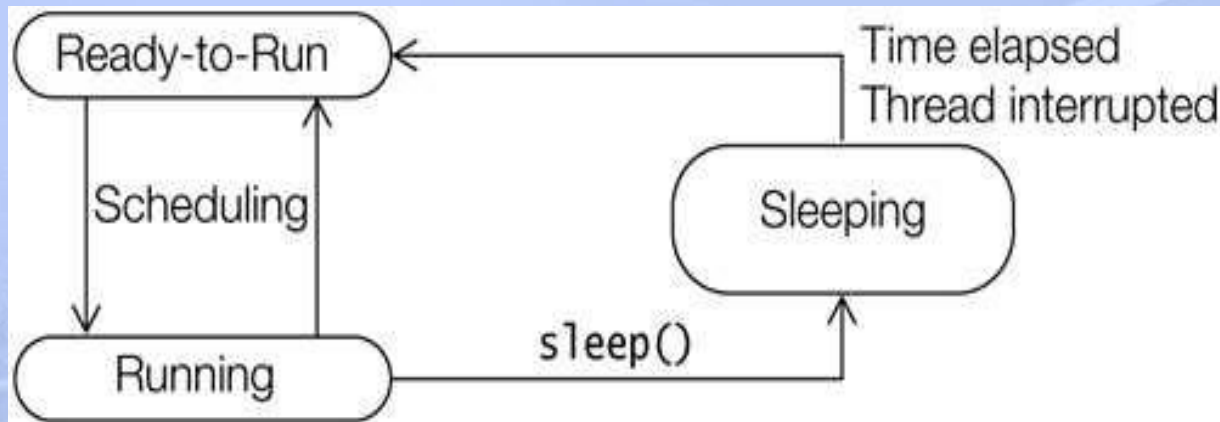 Ready-to-Run
Time elapsed
Thread interrupted
Scheduling
Sleeping
sleep()
Running